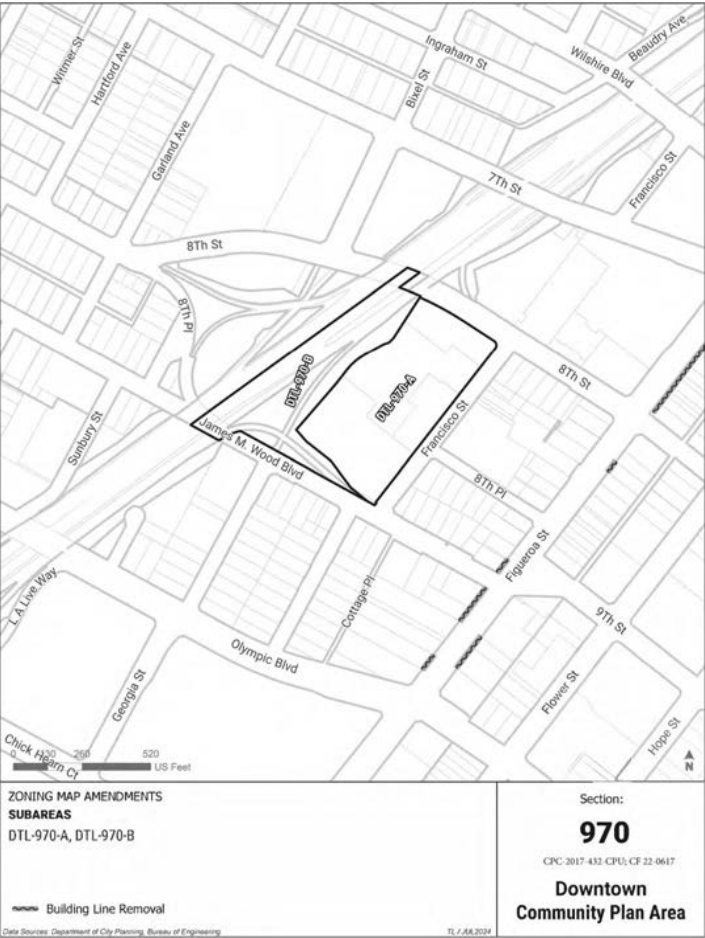 Beaudry Ave
Ingraham St
Wilshire Blvd
Witmer St
Hartford Ave
Bixel St
Garland Ave
Francisco St
7Th St
8Th St
8Th Pl
DTL-970-B
DTL-970-A
8Th St
Francisco St
Sunbury St
James M. Wood Blvd
8Th Pl
Figueroa St
L A Live Way
Cottage Pl
9Th St
Olympic Blvd
Georgia St
Flower St
Hope St
Chick Hearn Ct
0 130 260 520
US Feet
N
ZONING MAP AMENDMENTS
SUBAREAS
DTL-970-A, DTL-970-B
Building Line Removal
Data Sources: Department of City Planning, Bureau of Engineering
TL / JUL2024
Section:
970
CPC-2017-432-CPU; CF 22-0617
Downtown
Community Plan Area